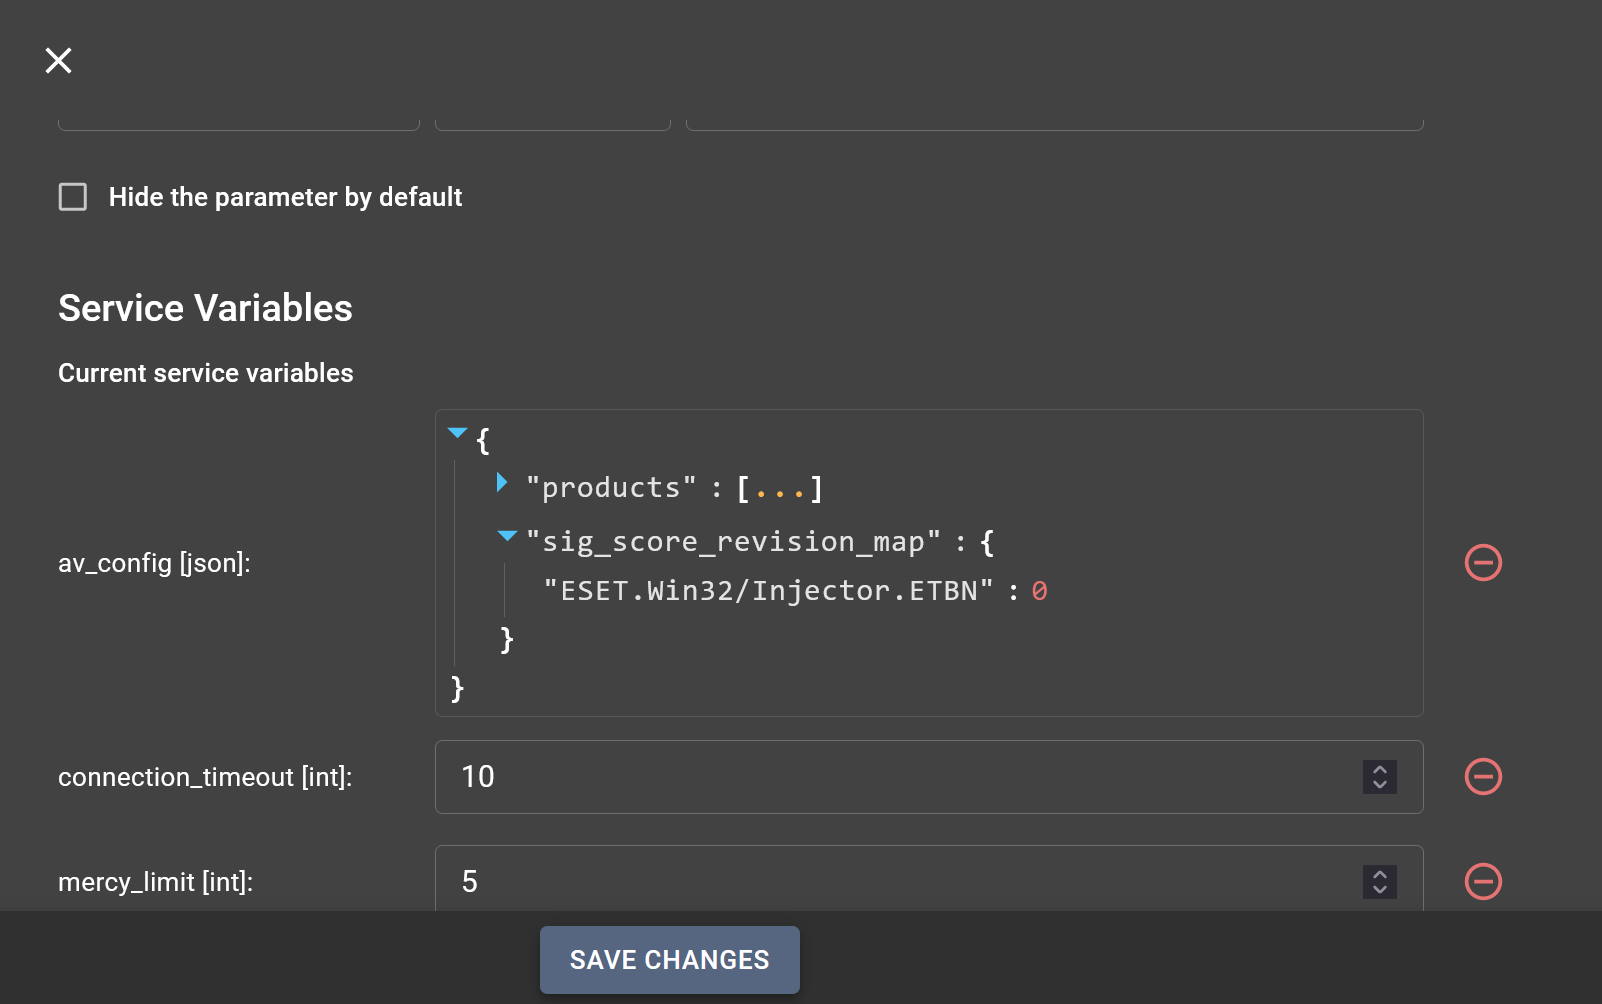 Hide the parameter by default
Service Variables
Current service variables
av_config [json]:
{
"products" : [...]
"sig_score_revision_map" : {
"ESET.Win32/Injector.ETBN" : 0
}
}
connection_timeout [int]:
10
mercy_limit [int]:
5
SAVE CHANGES